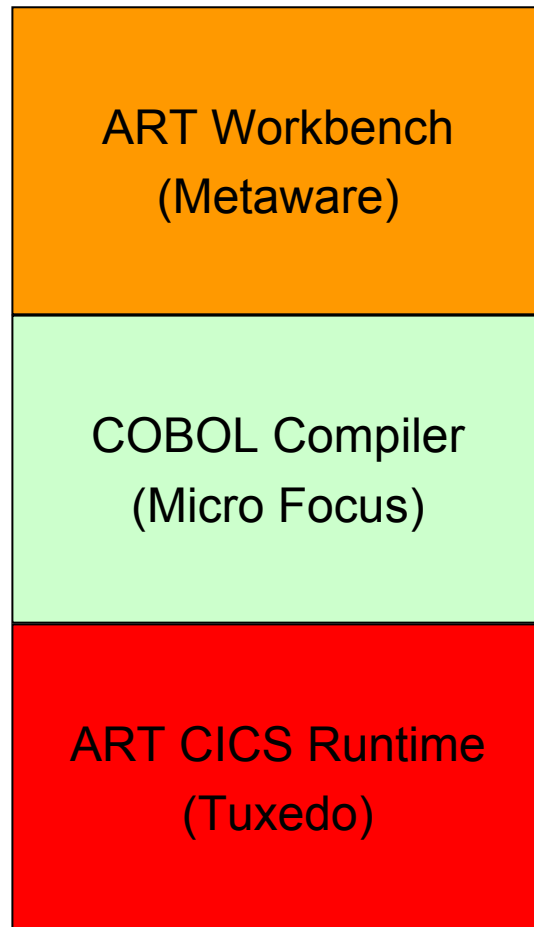 ART Workbench
(Metaware)
COBOL Compiler
(Micro Focus)
ART CICS Runtime
(Tuxedo)